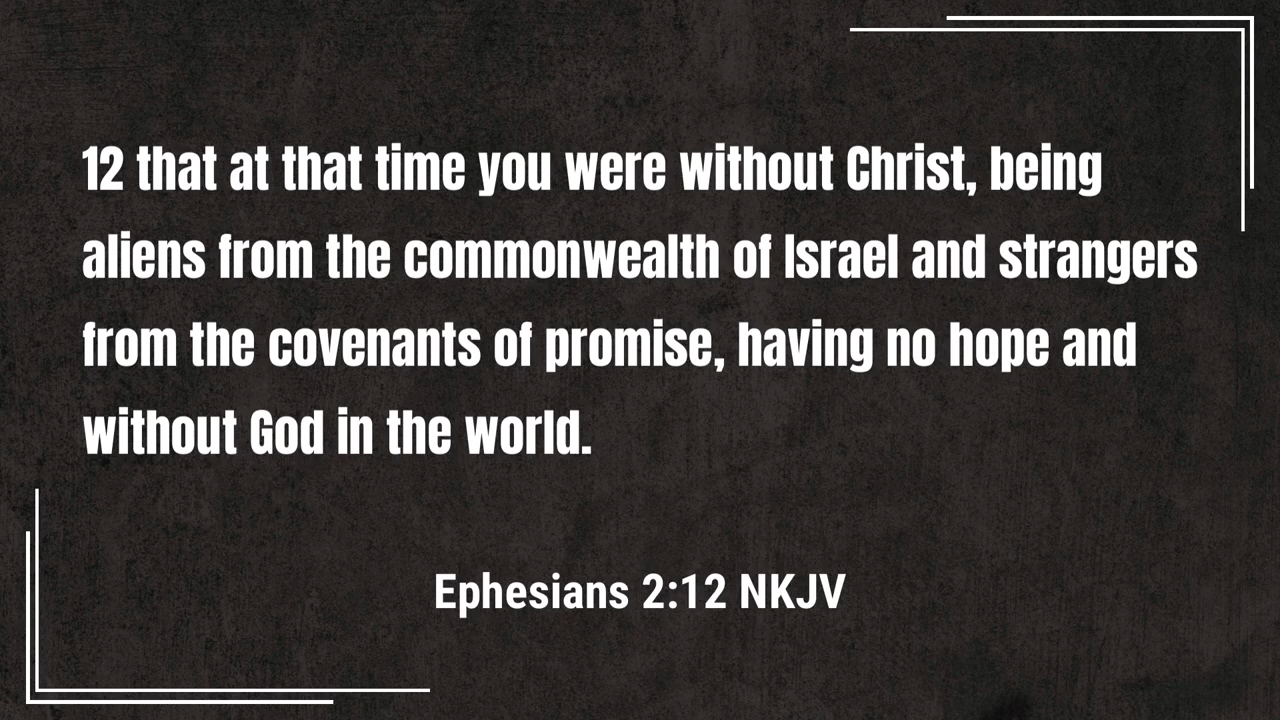 12 that at that time you were without Christ, being
aliens from the commonwealth of Israel and strangers
from the covenants of promise, having no hope and
without God in the world.
Ephesians 2:12 NKJV